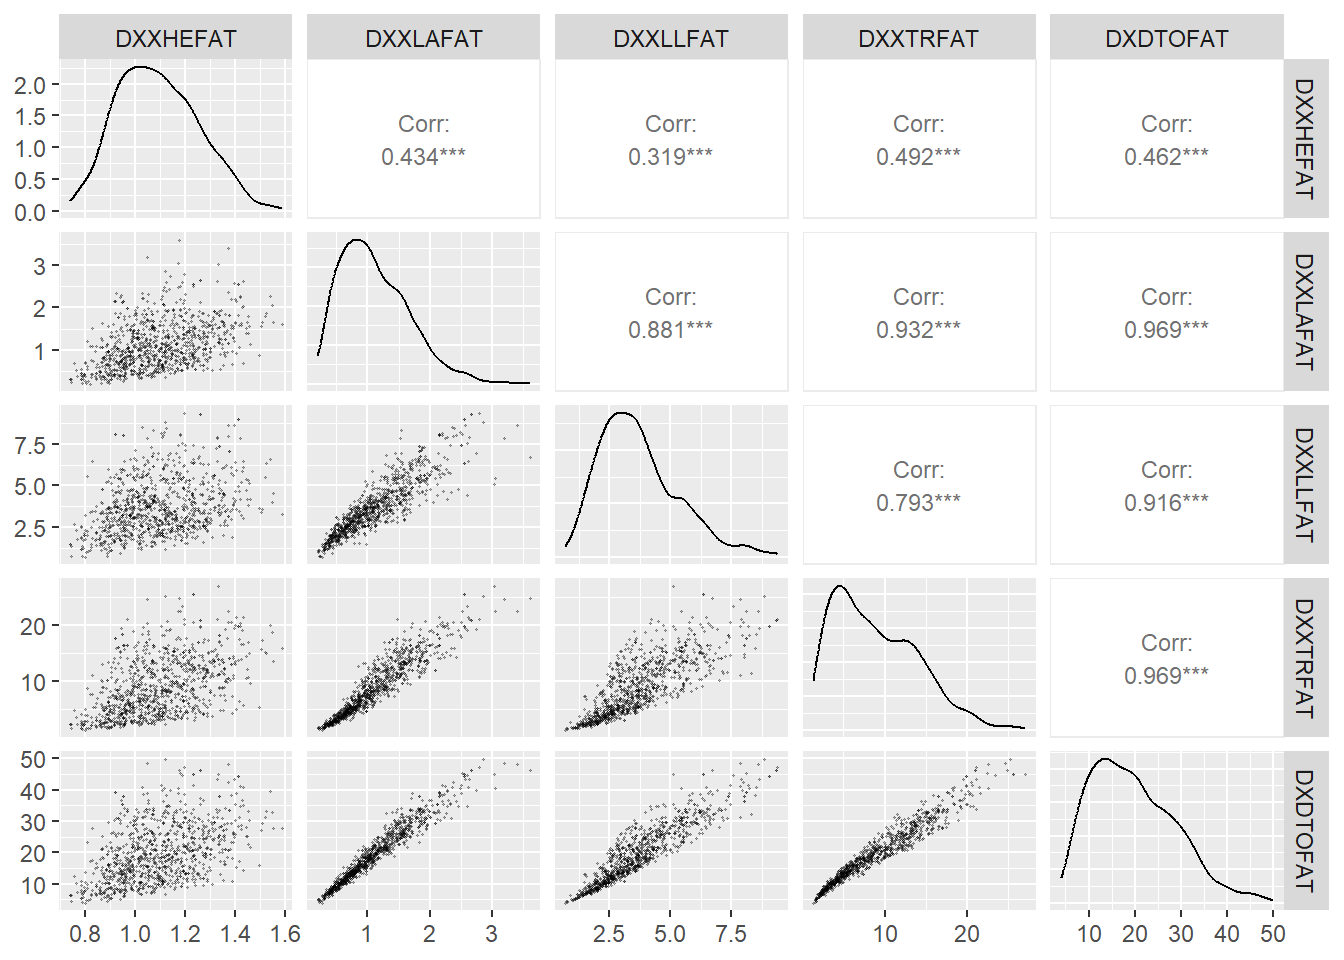 DXXHEFAT DXXLAFAT DXXLLFAT DXXTRFAT DXDTOFAT
2.0
1.5
1.0
0.5
0.0
Corr:
0.434***
Corr:
0.319***
Corr:
0.492***
Corr:
0.462***
DXXHEFAT
3
2
1
Corr:
0.881***
Corr:
0.932***
Corr:
0.969***
DXXLAFAT
7.5
5.0
2.5
Corr:
0.793***
Corr:
0.916***
DXXLLFAT
20
10
Corr:
0.969***
DXXTRFAT
50
40
30
20
10
DXDTOFAT
0.8 1.0 1.2 1.4 1.6 1 2 3 2.5 5.0 7.5 10 20 10 20 30 40 50